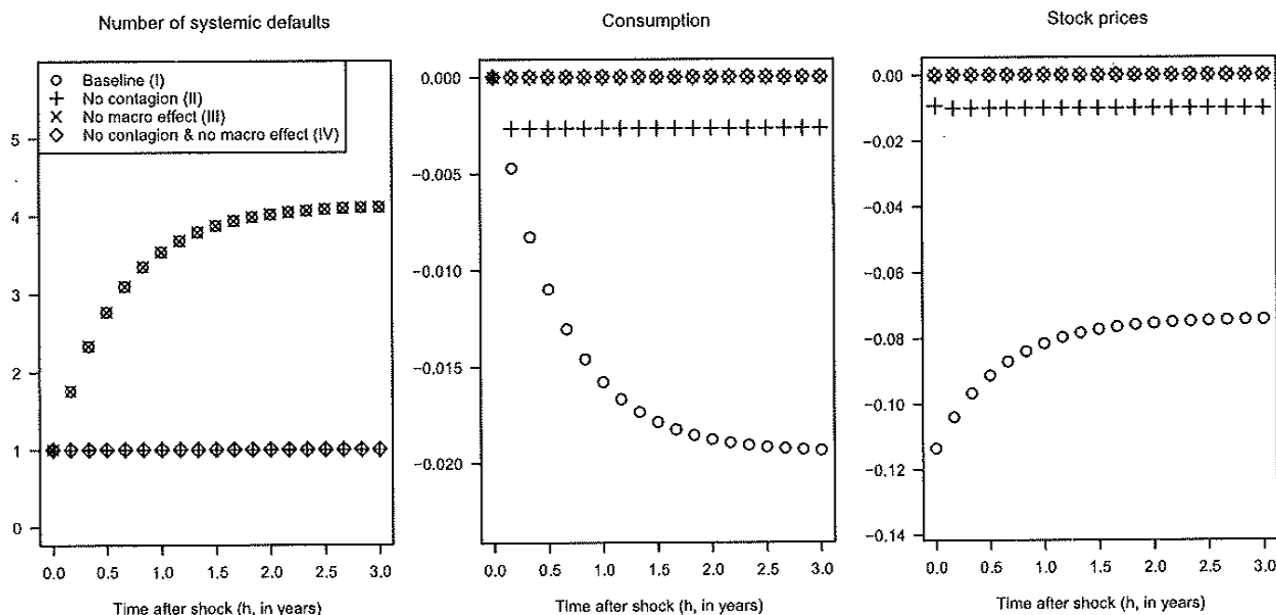 Number of systemic defaults
Baseline (I)
No contagion (II)
No macro effect (III)
No contagion & no macro effect (IV)
5
4
3
2
1
0
0.0 0.5 1.0 1.5 2.0 2.5 3.0
Time after shock (h, in years)
Consumption
0.000
−0.005
−0.010
−0.015
−0.020
0.0 0.5 1.0 1.5 2.0 2.5 3.0
Time after shock (h, in years)
Stock prices
0.00
−0.02
−0.04
−0.06
−0.08
−0.10
−0.12
−0.14
0.0 0.5 1.0 1.5 2.0 2.5 3.0
Time after shock (h, in years)